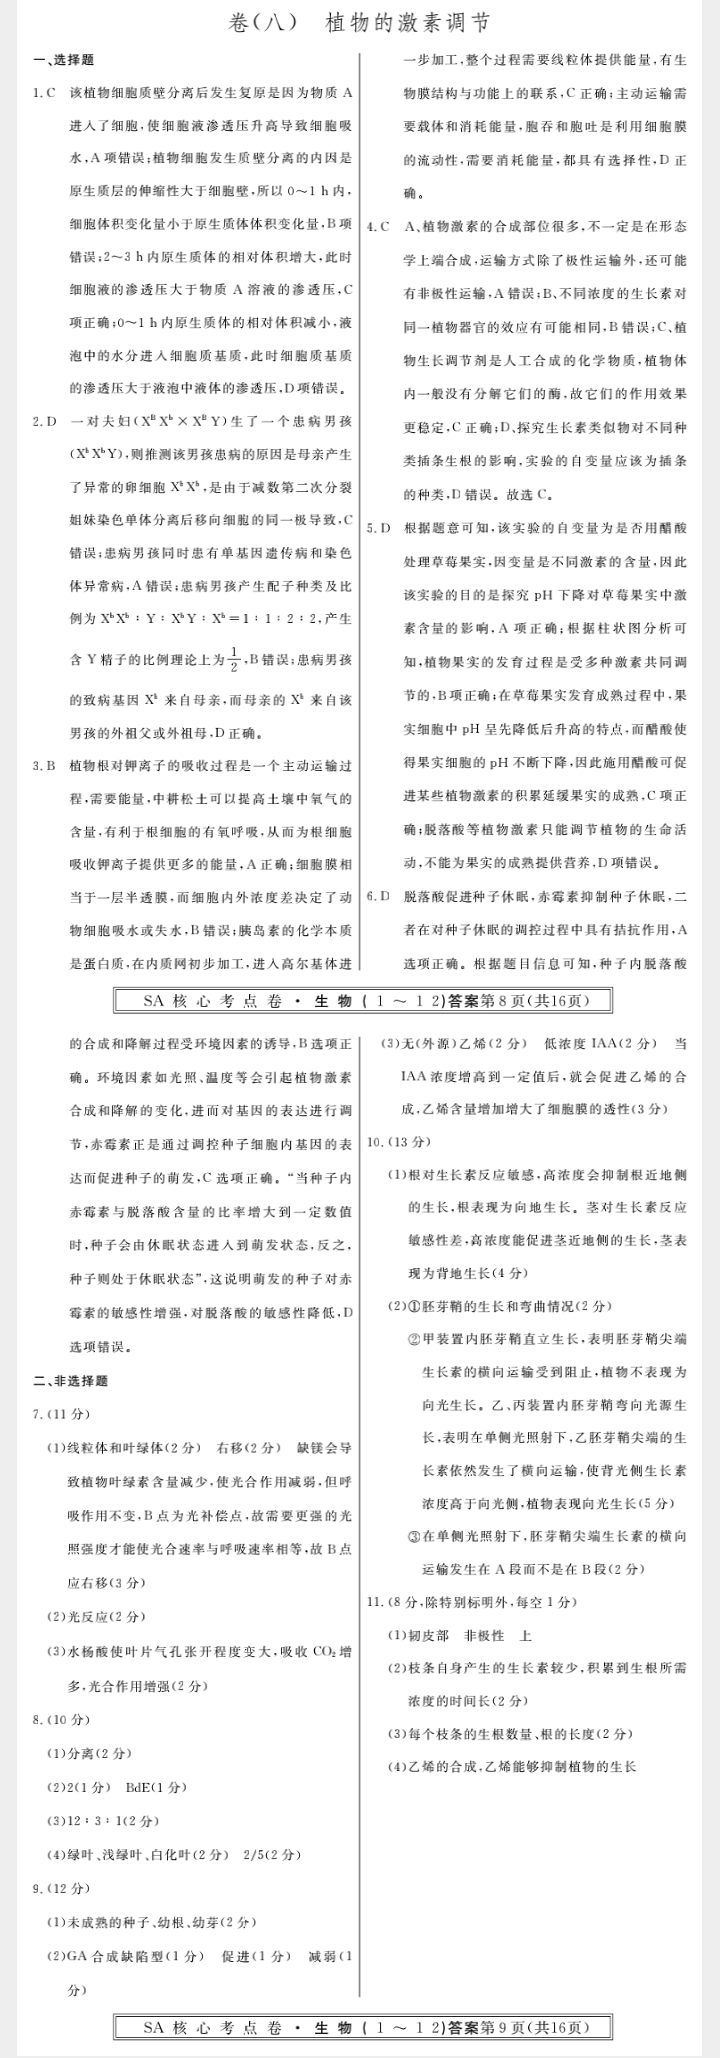 卷(八) 植物的激素调节
一、选择题
1. C 该植物细胞质壁分离后发生复原是因为物质 A
进入了细胞,使细胞液渗透压升高导致细胞吸
水,A 项错误;植物细胞发生质壁分离的内因是
原生质层的伸缩性大于细胞壁,所以 0～1 h 内,
细胞体积变化量小于原生质体体积变化量,B 项
错误;2～3 h 内原生质体的相对体积增大,此时
细胞液的渗透压大于物质 A 溶液的渗透压,C
项正确;0～1 h 内原生质体的相对体积减小,液
泡中的水分进入细胞质基质,此时细胞质基质
的渗透压大于液泡中液体的渗透压,D 项错误。
2. D 一对夫妇(XᴮXᵇ×XᴮY)生了一个患病男孩
(XᵇXᵇY),则推测该男孩患病的原因是母亲产生
了异常的卵细胞 XᵇXᵇ,是由于减数第二次分裂
姐妹染色单体分离后移向细胞的同一极导致,C
错误;患病男孩同时患有单基因遗传病和染色
体异常病,A 错误;患病男孩产生配子种类及比
例为 XᵇXᵇ∶Y∶XᵇY∶Xᵇ=1∶1∶2∶2,产生
含 Y 精子的比例理论上为1/2,B 错误;患病男孩
的致病基因 Xᵇ 来自母亲,而母亲的 Xᵇ 来自该
男孩的外祖父或外祖母,D 正确。
3. B 植物根对钾离子的吸收过程是一个主动运输过
程,需要能量,中耕松土可以提高土壤中氧气的
含量,有利于根细胞的有氧呼吸,从而为根细胞
吸收钾离子提供更多的能量,A 正确;细胞膜相
当于一层半透膜,而细胞内外浓度差决定了动
物细胞吸水或失水,B 错误;胰岛素的化学本质
是蛋白质,在内质网初步加工,进入高尔基体进
一步加工,整个过程需要线粒体提供能量,有生
物膜结构与功能上的联系,C 正确;主动运输需
要载体和消耗能量,胞吞和胞吐是利用细胞膜
的流动性,需要消耗能量,都具有选择性,D 正
确。
4. C A、植物激素的合成部位很多,不一定是在形态
学上端合成,运输方式除了极性运输外,还可能
有非极性运输,A 错误;B、不同浓度的生长素对
同一植物器官的效应有可能相同,B 错误;C、植
物生长调节剂是人工合成的化学物质,植物体
内一般没有分解它们的酶,故它们的作用效果
更稳定,C 正确;D、探究生长素类似物对不同种
类插条生根的影响,实验的自变量应该为插条
的种类,D 错误。故选 C。
5. D 根据题意可知,该实验的自变量为是否用醋酸
处理草莓果实,因变量是不同激素的含量,因此
该实验的目的是探究 pH 下降对草莓果实中激
素含量的影响,A 项正确;根据柱状图分析可
知,植物果实的发育过程是受多种激素共同调
节的,B 项正确;在草莓果实发育成熟过程中,果
实细胞中 pH 呈先降低后升高的特点,而醋酸使
得果实细胞的 pH 不断下降,因此施用醋酸可促
进某些植物激素的积累延缓果实的成熟,C 项正
确;脱落酸等植物激素只能调节植物的生命活
动,不能为果实的成熟提供营养,D 项错误。
6. D 脱落酸促进种子休眠,赤霉素抑制种子休眠,二
者在对种子休眠的调控过程中具有拮抗作用,A
选项正确。根据题目信息可知,种子内脱落酸
SA 核心考点卷·生物(1～12)答案第8页(共16页)
的合成和降解过程受环境因素的诱导,B 选项正
确。环境因素如光照、温度等会引起植物激素
合成和降解的变化,进而对基因的表达进行调
节,赤霉素正是通过调控种子细胞内基因的表
达而促进种子的萌发,C 选项正确。“当种子内
赤霉素与脱落酸含量的比率增大到一定数值
时,种子会由休眠状态进入到萌发状态,反之,
种子则处于休眠状态”,这说明萌发的种子对赤
霉素的敏感性增强,对脱落酸的敏感性降低,D
选项错误。
二、非选择题
7. (11 分)
(1)线粒体和叶绿体(2 分) 右移(2 分) 缺镁会导
致植物叶绿素含量减少,使光合作用减弱,但呼
吸作用不变,B 点为光补偿点,故需要更强的光
照强度才能使光合速率与呼吸速率相等,故 B 点
应右移(3 分)
(2)光反应(2 分)
(3)水杨酸使叶片气孔张开程度变大,吸收 CO₂ 增
多,光合作用增强(2 分)
8. (10 分)
(1)分离(2 分)
(2)2(1 分) BdE(1 分)
(3)12∶3∶1(2 分)
(4)绿叶、浅绿叶、白化叶(2 分) 2/5(2 分)
9. (12 分)
(1)未成熟的种子、幼根、幼芽(2 分)
(2)GA 合成缺陷型(1 分) 促进(1 分) 减弱(1
分)
(3)无(外源)乙烯(2 分) 低浓度 IAA(2 分) 当
IAA 浓度增高到一定值后,就会促进乙烯的合
成,乙烯含量增加增大了细胞膜的透性(3 分)
10. (13 分)
(1)根对生长素反应敏感,高浓度会抑制根近地侧
的生长,根表现为向地生长。茎对生长素反应
敏感性差,高浓度能促进茎近地侧的生长,茎表
现为背地生长(4 分)
(2)①胚芽鞘的生长和弯曲情况(2 分)
②甲装置内胚芽鞘直立生长,表明胚芽鞘尖端
生长素的横向运输受到阻止,植物不表现为
向光生长。乙、丙装置内胚芽鞘弯向光源生
长,表明在单侧光照射下,乙胚芽鞘尖端的生
长素依然发生了横向运输,使背光侧生长素
浓度高于向光侧,植物表现向光生长(5 分)
③在单侧光照射下,胚芽鞘尖端生长素的横向
运输发生在 A 段而不是在 B 段(2 分)
11. (8 分,除特别标明外,每空 1 分)
(1)韧皮部 非极性 上
(2)枝条自身产生的生长素较少,积累到生根所需
浓度的时间长(2 分)
(3)每个枝条的生根数量、根的长度(2 分)
(4)乙烯的合成,乙烯能够抑制植物的生长
SA 核心考点卷·生物(1～12)答案第9页(共16页)